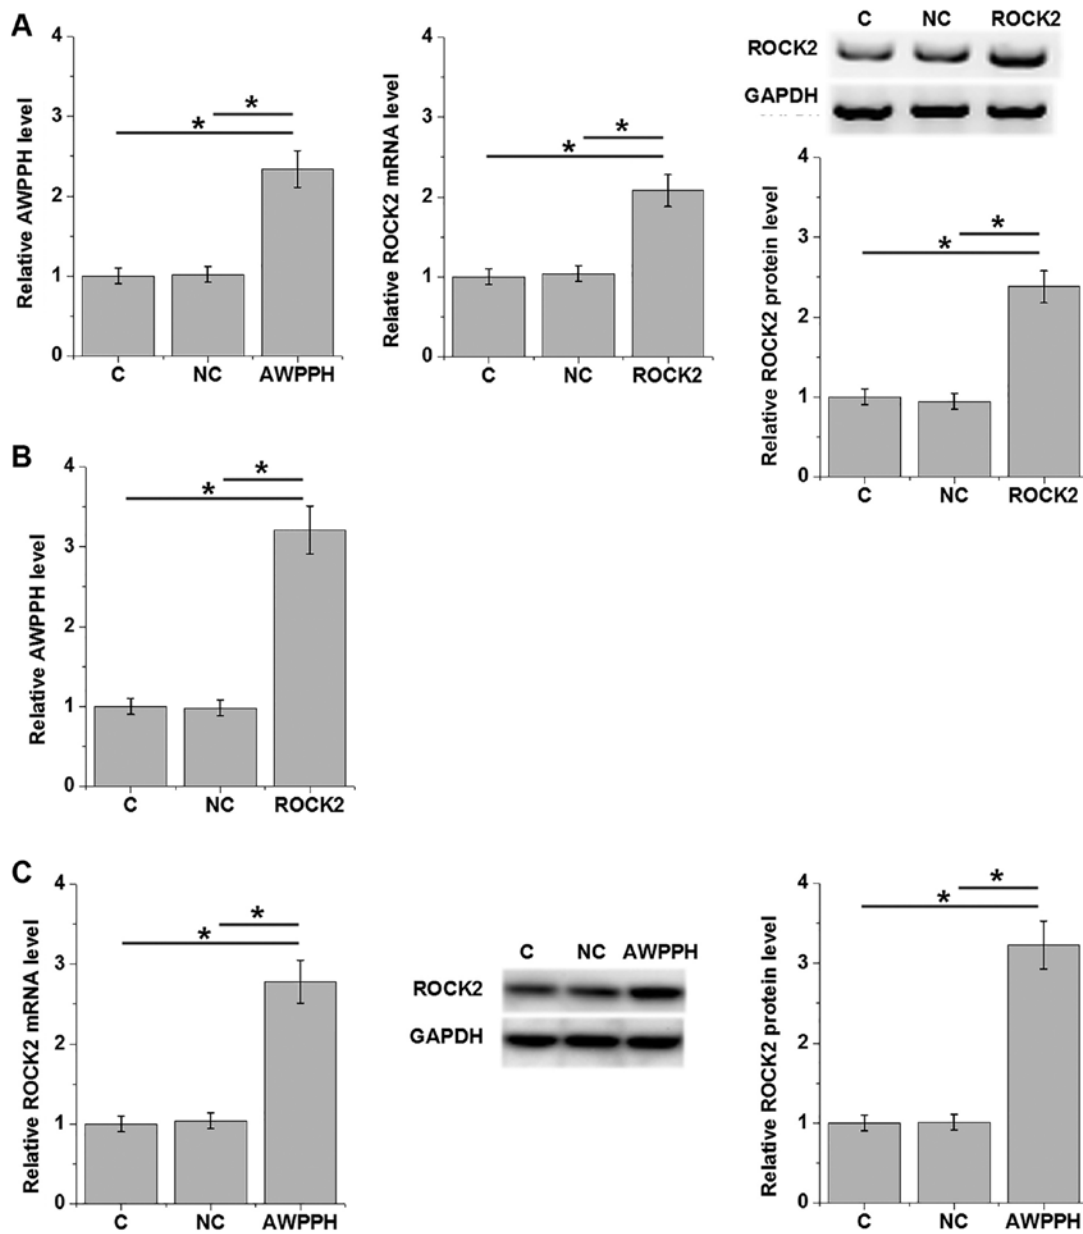 A
Relative AWPPH level
4
3
2
1
0
*
*
C NC AWPPH
Relative ROCK2 mRNA level
4
3
2
1
0
*
*
C NC ROCK2
C NC ROCK2
ROCK2
GAPDH
Relative ROCK2 protein level
4
3
2
1
0
*
*
C NC ROCK2
B
Relative AWPPH level
4
3
2
1
0
*
*
C NC ROCK2
C
Relative ROCK2 mRNA level
4
3
2
1
0
*
*
C NC AWPPH
C NC AWPPH
ROCK2
GAPDH
Relative ROCK2 protein level
4
3
2
1
0
*
*
C NC AWPPH